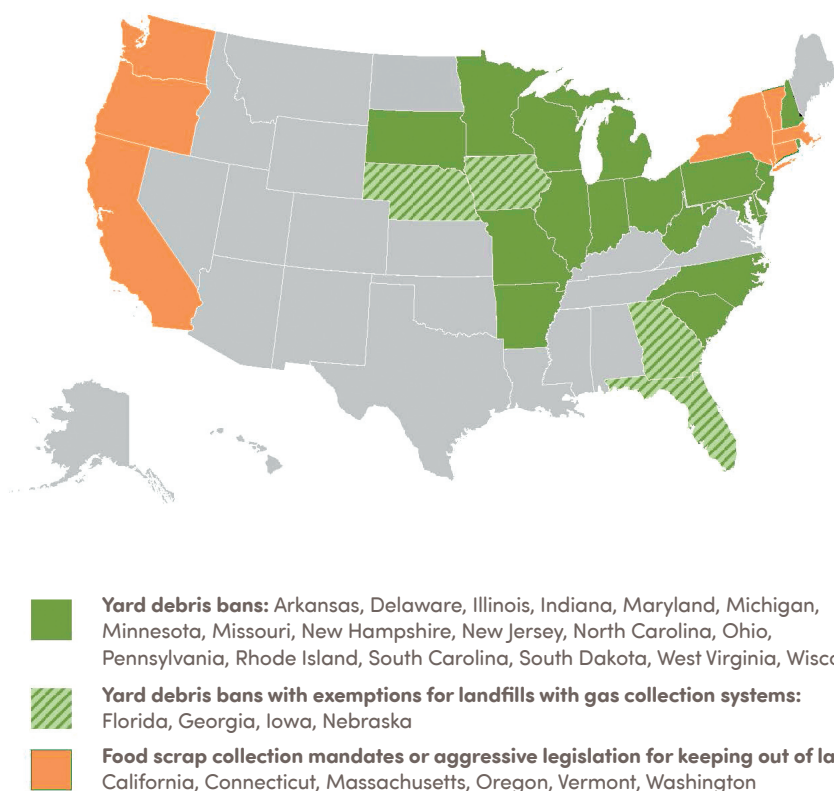 Yard debris bans: Arkansas, Delaware, Illinois, Indiana, Maryland, Michigan,
Minnesota, Missouri, New Hampshire, New Jersey, North Carolina, Ohio,
Pennsylvania, Rhode Island, South Carolina, South Dakota, West Virginia,
Yard debris bans with exemptions for landfills with gas collection systems:
Florida, Georgia, Iowa, Nebraska
Food scrap collection mandates or aggressive legislation for keeping out of
California, Connecticut, Massachusetts, Oregon, Vermont, Washington